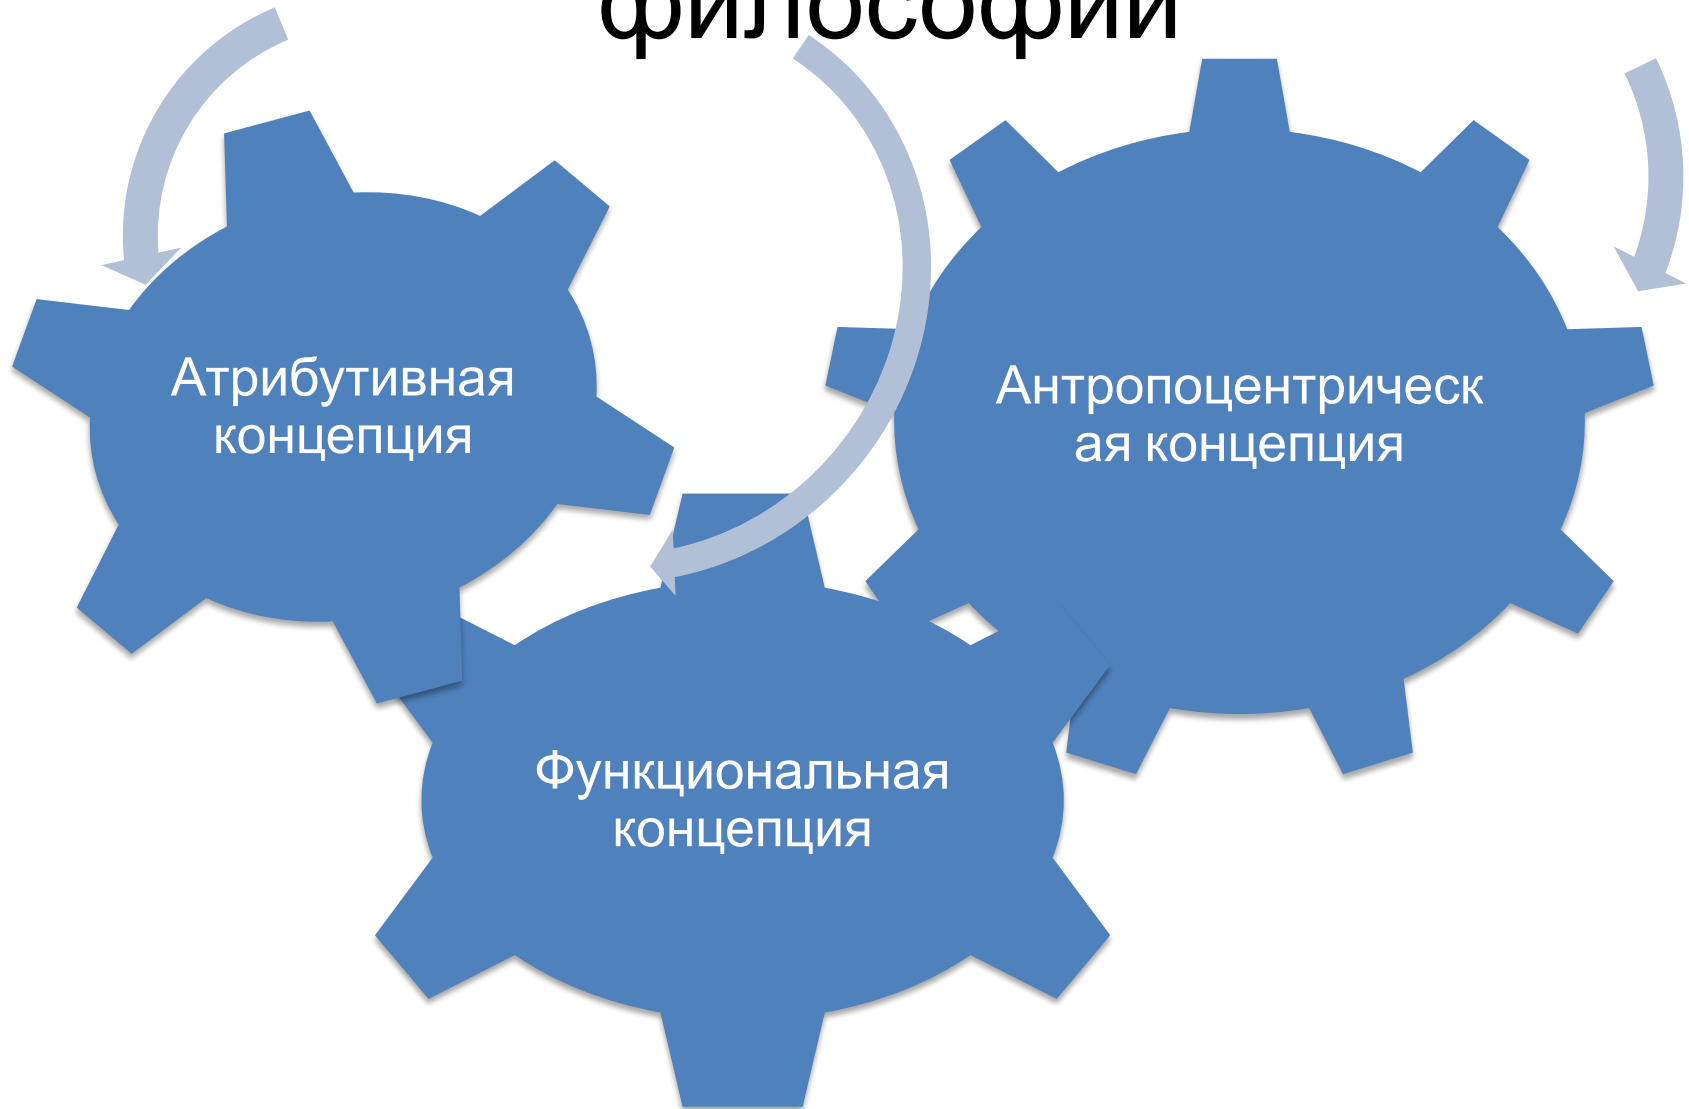 философии
Атрибутивная
концепция
Антропоцентрическ
ая концепция
Функциональная
концепция